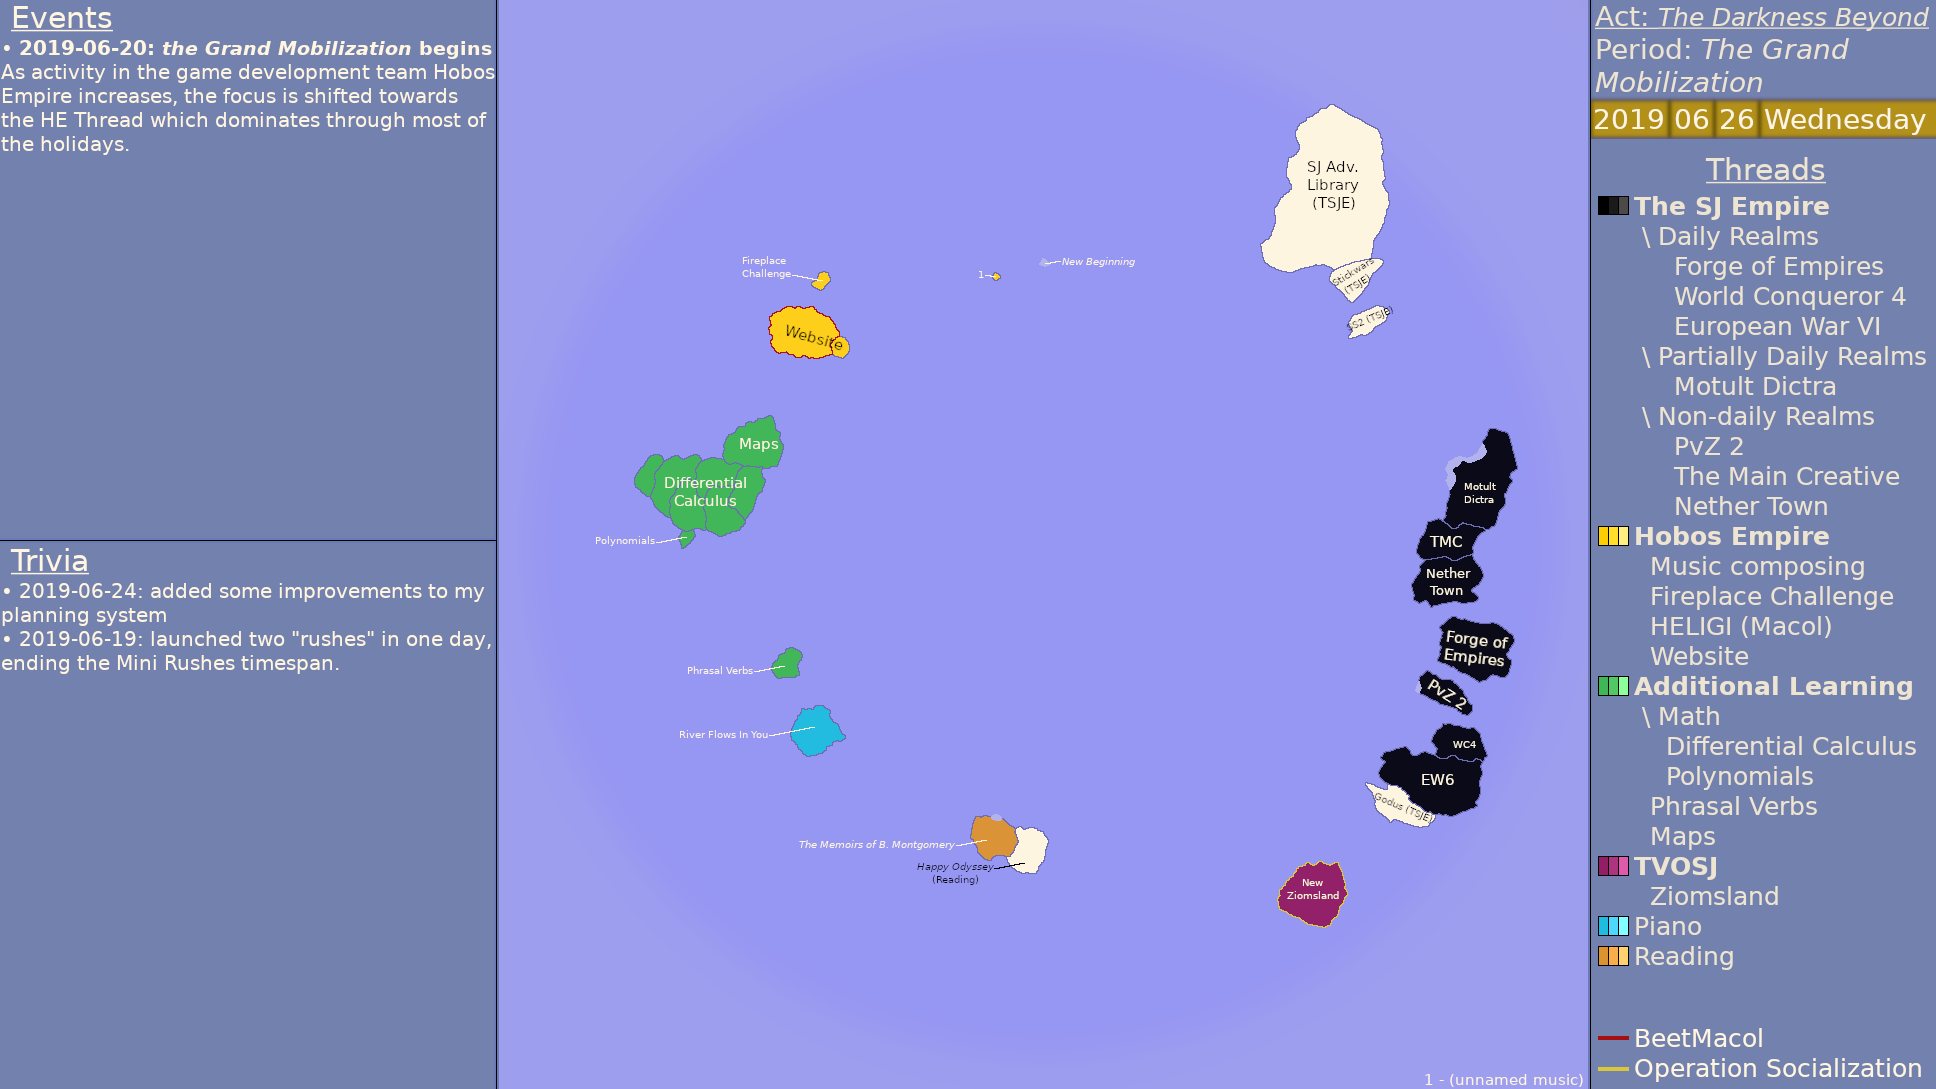 Events
• 2019-06-20: the Grand Mobilization begins
As activity in the game development team Hobos
Empire increases, the focus is shifted towards
the HE Thread which dominates through most of
the holidays.
Trivia
• 2019-06-24: added some improvements to my
planning system
• 2019-06-19: launched two "rushes" in one day,
ending the Mini Rushes timespan.
SJ Adv.
Library
(TSJE)
Stickwars
(TSJE)
SS2 (TSJE)
Fireplace
Challenge
1
New Beginning
Website
Maps
Differential
Calculus
Polynomials
Motult
Dictra
TMC
Nether
Town
Forge of
Empires
PvZ 2
WC4
EW6
Godus (TSJE)
Phrasal Verbs
River Flows In You
The Memoirs of B. Montgomery
Happy Odyssey
(Reading)
New
Ziomsland
1 - (unnamed music)
Act: The Darkness Beyond
Period: The Grand
Mobilization
2019 06 26 Wednesday
Threads
The SJ Empire
\ Daily Realms
Forge of Empires
World Conqueror 4
European War VI
\ Partially Daily Realms
Motult Dictra
\ Non-daily Realms
PvZ 2
The Main Creative
Nether Town
Hobos Empire
Music composing
Fireplace Challenge
HELIGI (Macol)
Website
Additional Learning
\ Math
Differential Calculus
Polynomials
Phrasal Verbs
Maps
TVOSJ
Ziomsland
Piano
Reading
BeetMacol
Operation Socialization